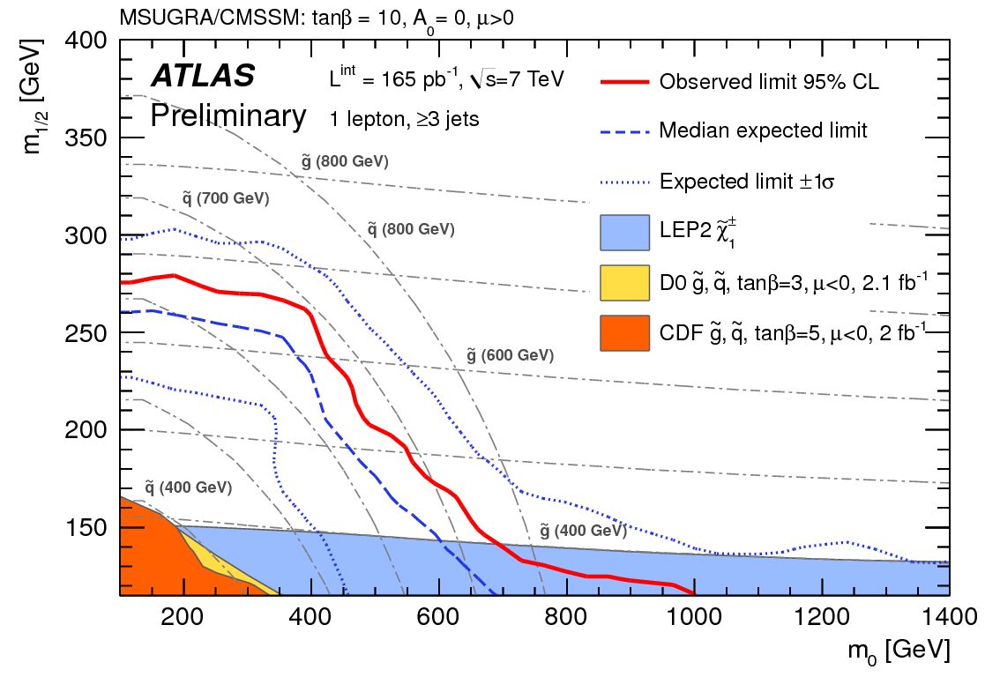 MSUGRA/CMSSM: tanβ = 10, A₀ = 0, μ>0
m₁/₂ [GeV]
400
350
300
250
200
150
ATLAS
Preliminary
Lⁱⁿᵗ = 165 pb⁻¹, √s=7 TeV
1 lepton, ≥3 jets
Observed limit 95% CL
Median expected limit
Expected limit ±1σ
LEP2 χ̃₁±
D0 g̃, q̃, tanβ=3, μ<0, 2.1 fb⁻¹
CDF g̃, q̃, tanβ=5, μ<0, 2 fb⁻¹
g̃ (800 GeV)
q̃ (700 GeV)
q̃ (800 GeV)
g̃ (600 GeV)
q̃ (400 GeV)
g̃ (400 GeV)
200
400
600
800
1000
1200
1400
m₀ [GeV]